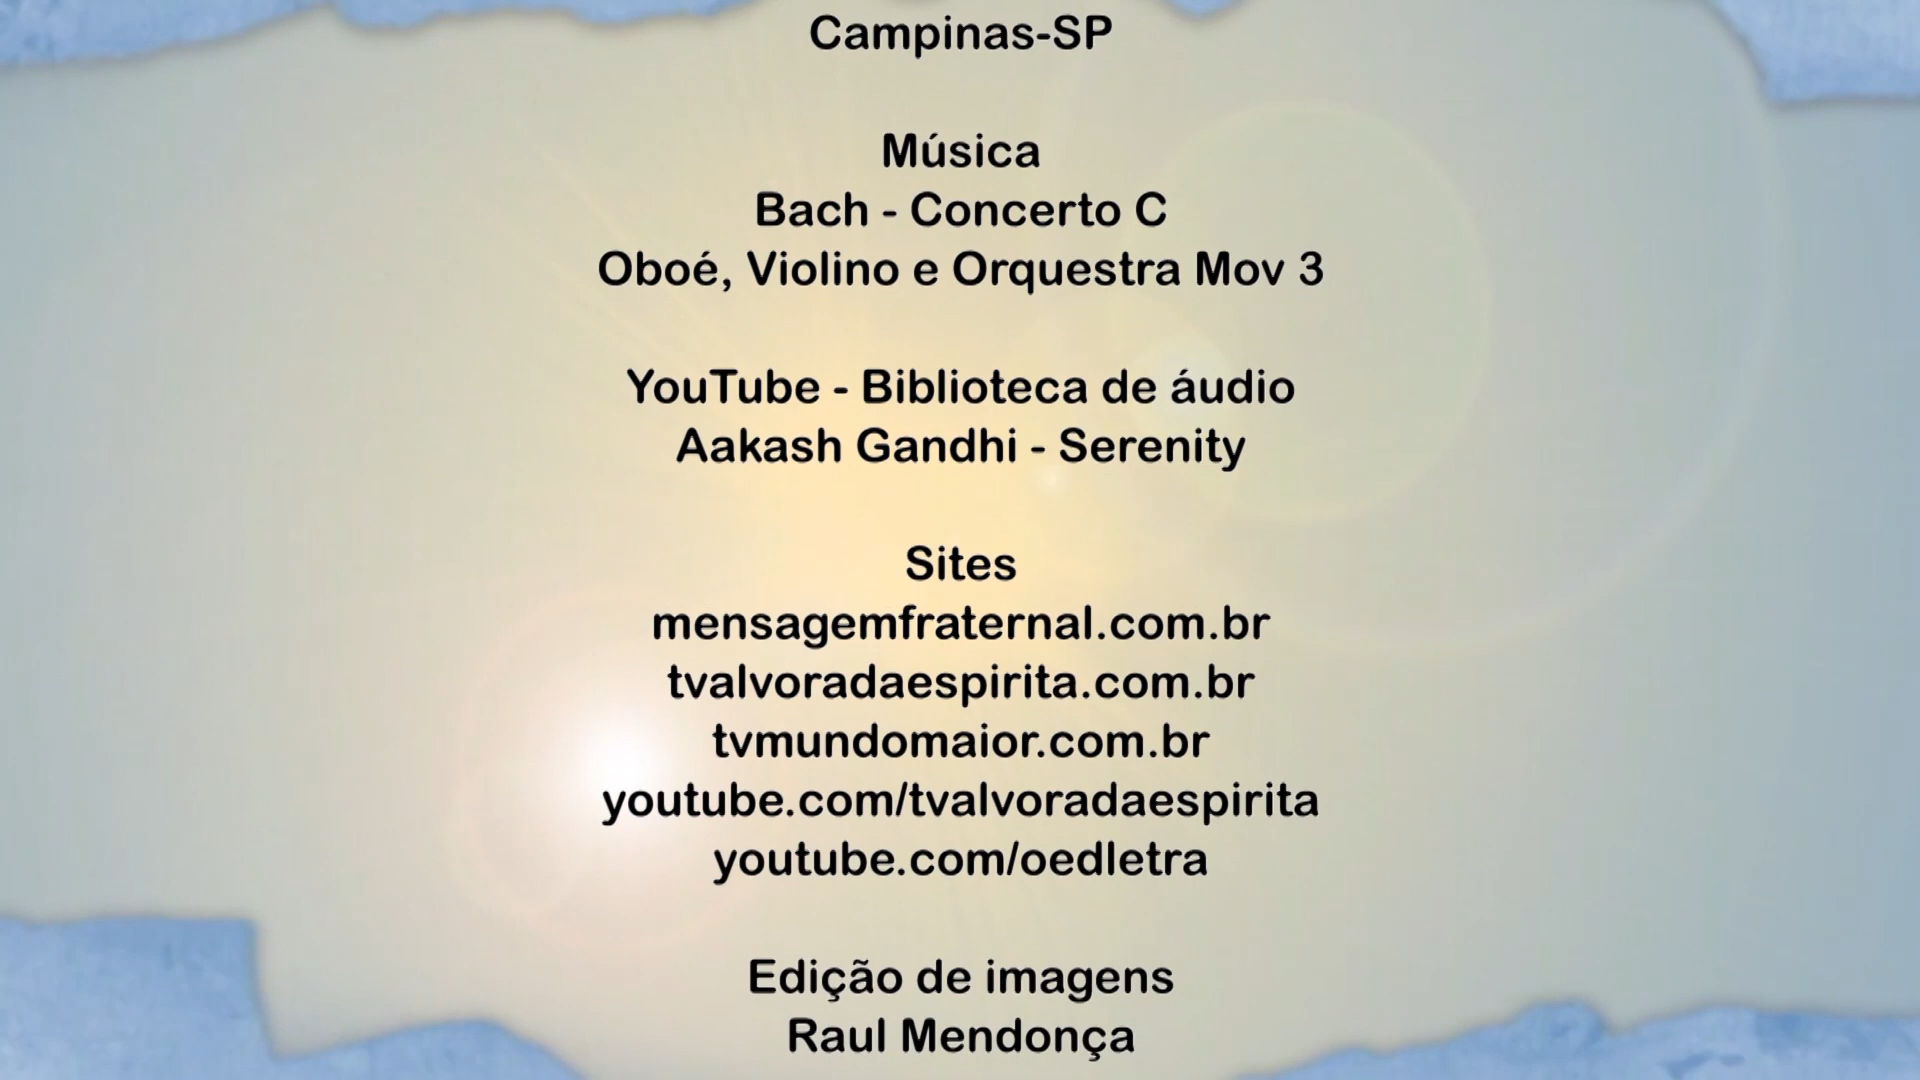 Campinas-SP
Música
Bach - Concerto C
Oboé, Violino e Orquestra Mov 3
YouTube - Biblioteca de áudio
Aakash Gandhi - Serenity
Sites
mensagemfraternal.com.br
tvalvoradaespirita.com.br
tvmundomaior.com.br
youtube.com/tvalvoradaespirita
youtube.com/oedletra
Edição de imagens
Raul Mendonça